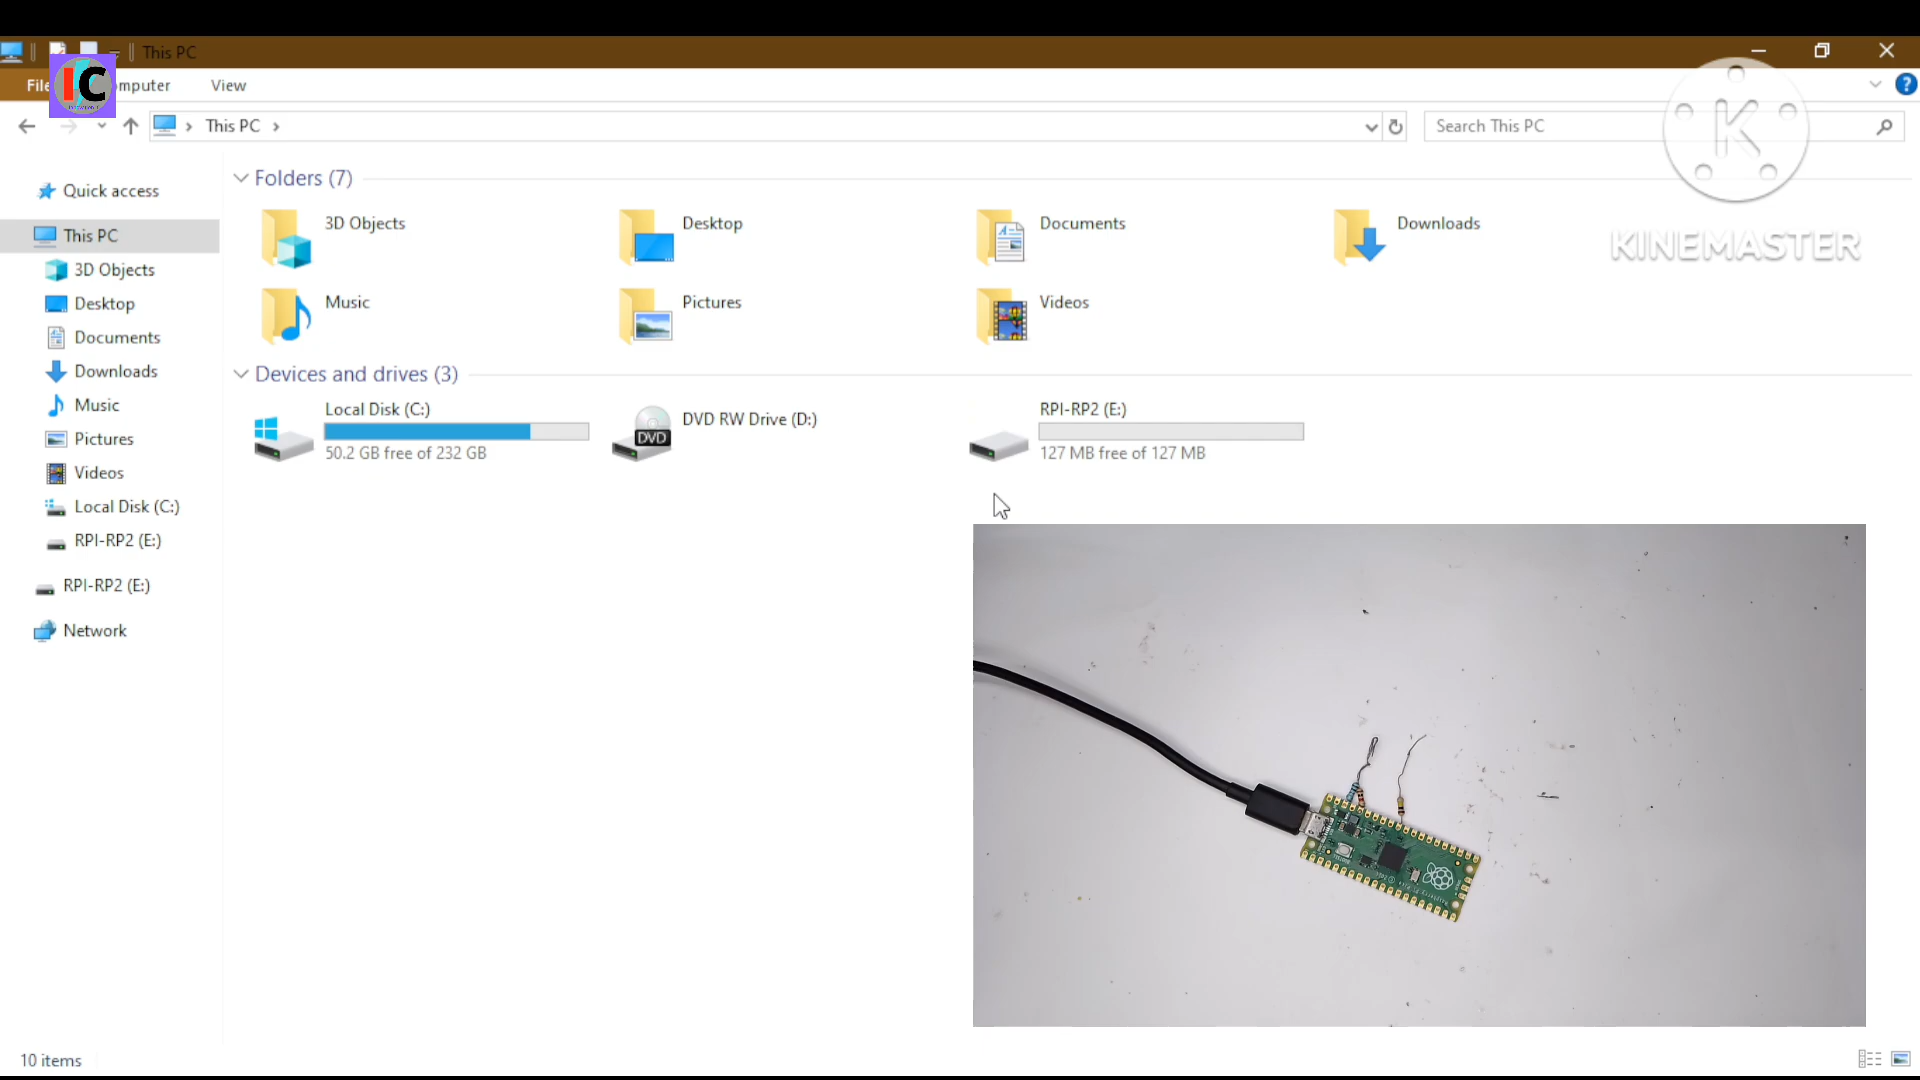 This PC
File
mputer
View
IC
This PC
Search This PC
KINEMASTER
Quick access
This PC
3D Objects
Desktop
Documents
Downloads
Music
Pictures
Videos
Local Disk (C:)
RPI-RP2 (E:)
RPI-RP2 (E:)
Network
Folders (7)
3D Objects
Desktop
Documents
Downloads
Music
Pictures
Videos
Devices and drives (3)
Local Disk (C:)
50.2 GB free of 232 GB
DVD
DVD RW Drive (D:)
RPI-RP2 (E:)
127 MB free of 127 MB
10 items